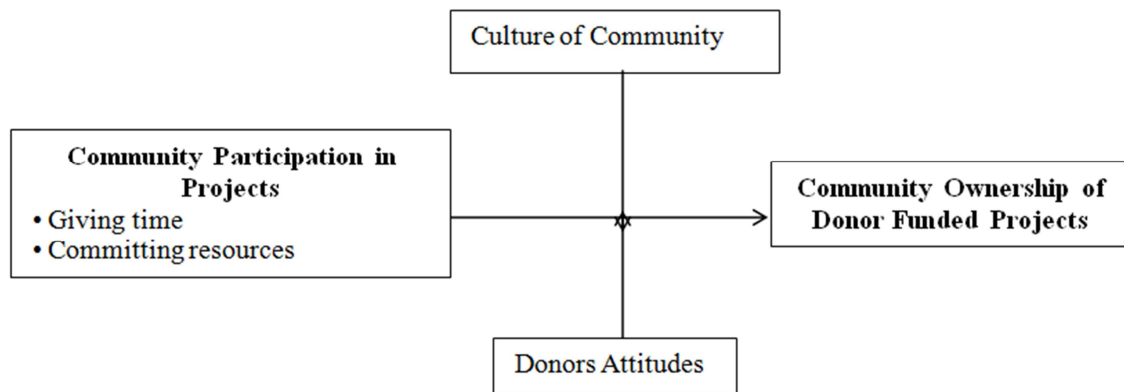 Culture of Community
Community Participation in
Projects
• Giving time
• Committing resources
Community Ownership of
Donor Funded Projects
Donors Attitudes